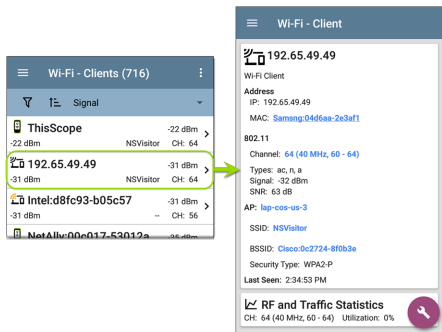 Wi-Fi - Clients (716)
Signal
ThisScope
-22 dBm
-22 dBm
NSVisitor
CH: 64
192.65.49.49
-31 dBm
-31 dBm
NSVisitor
CH: 64
Intel:d8fc93-b05c57
-31 dBm
-31 dBm
--
CH: 56
NetAlly:00c017-53012a
-35 dBm
Wi-Fi - Client
192.65.49.49
Wi-Fi Client
Address
IP: 192.65.49.49
MAC: Samsng:04d6aa-2e3af1
802.11
Channel: 64 (40 MHz, 60 - 64)
Types: ac, n, a
Signal: -32 dBm
SNR: 63 dB
AP: lap-cos-us-3
SSID: NSVisitor
BSSID: Cisco:0c2724-8f0b3e
Security Type: WPA2-P
Last Seen: 2:34:53 PM
RF and Traffic Statistics
CH: 64 (40 MHz, 60 - 64) Utilization: 0%